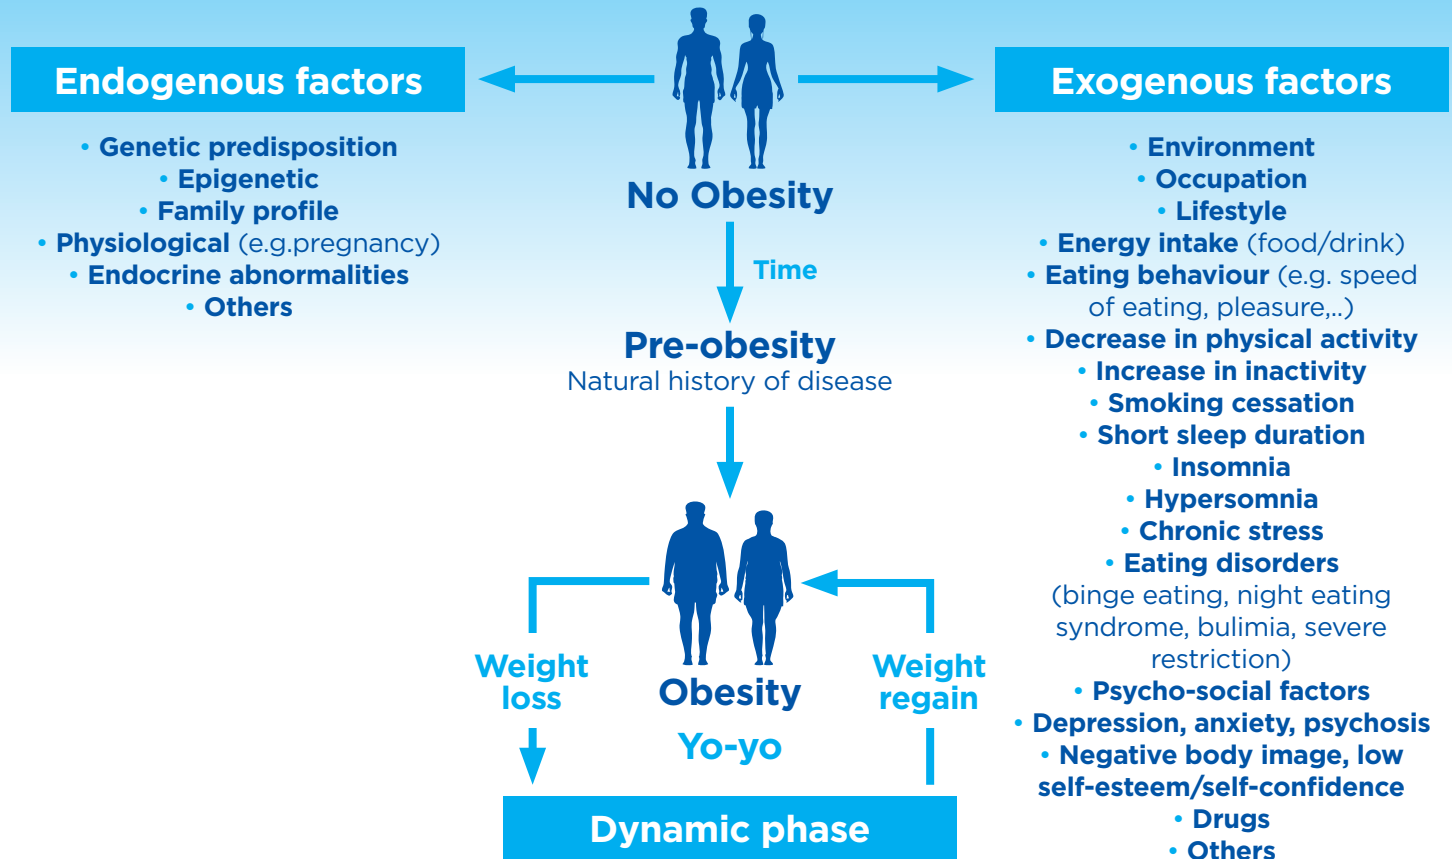 Endogenous factors
• Genetic predisposition
• Epigenetic
• Family profile
• Physiological (e.g.pregnancy)
• Endocrine abnormalities
• Others
No Obesity
Time
Pre-obesity
Natural history of disease
Weight
loss
Obesity
Yo-yo
Weight
regain
Dynamic phase
Exogenous factors
• Environment
• Occupation
• Lifestyle
• Energy intake (food/drink)
• Eating behaviour (e.g. speed
of eating, pleasure,..)
• Decrease in physical activity
• Increase in inactivity
• Smoking cessation
• Short sleep duration
• Insomnia
• Hypersomnia
• Chronic stress
• Eating disorders
(binge eating, night eating
syndrome, bulimia, severe
restriction)
• Psycho-social factors
• Depression, anxiety, psychosis
• Negative body image, low
self-esteem/self-confidence
• Drugs
• Others